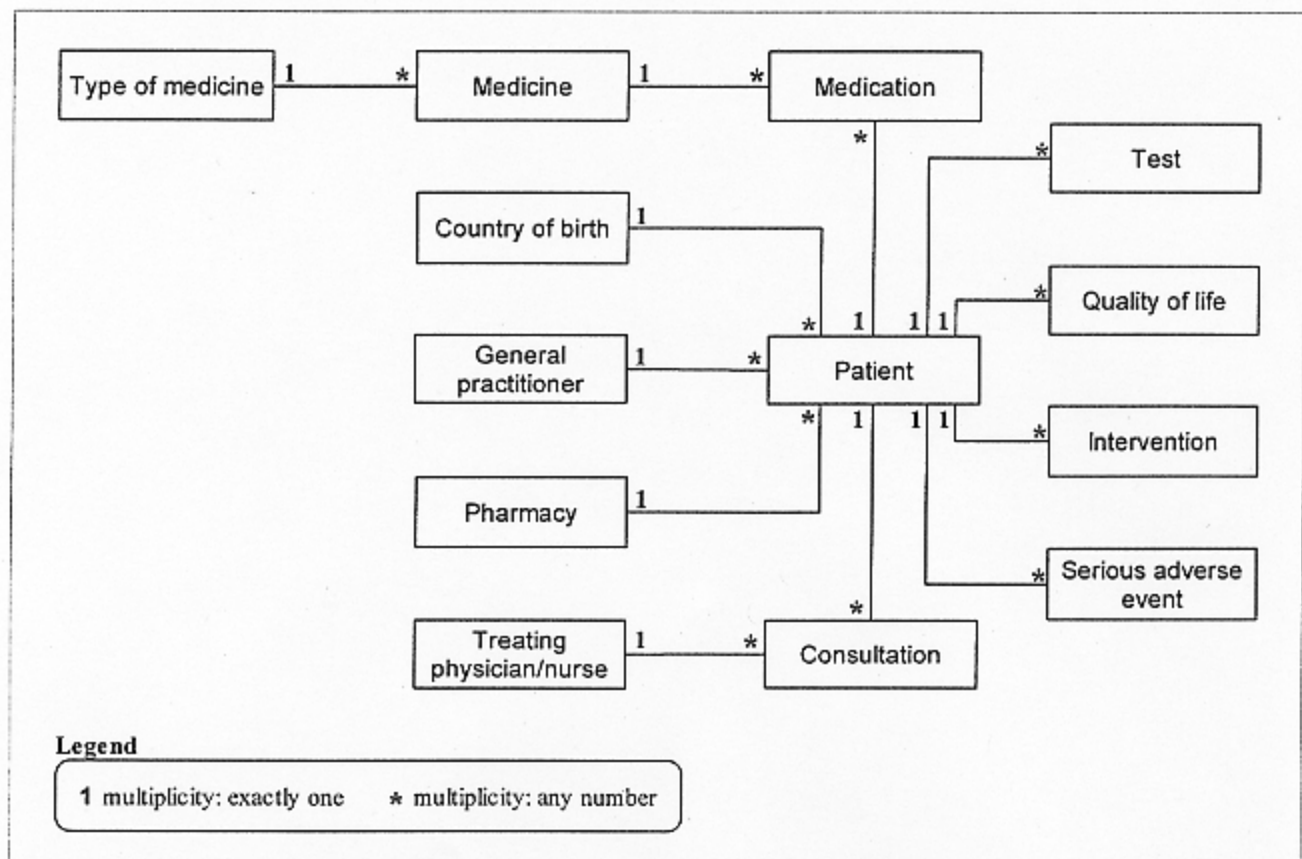 Type of medicine
1
*
Medicine
1
*
Medication
*
*
Test
Country of birth
1
*
Quality of life
*
1
1
1
General
practitioner
1
*
Patient
*
1
1
1
*
Intervention
Pharmacy
1
*
Serious adverse
event
*
Treating
physician/nurse
1
*
Consultation
Legend
1 multiplicity: exactly one * multiplicity: any number